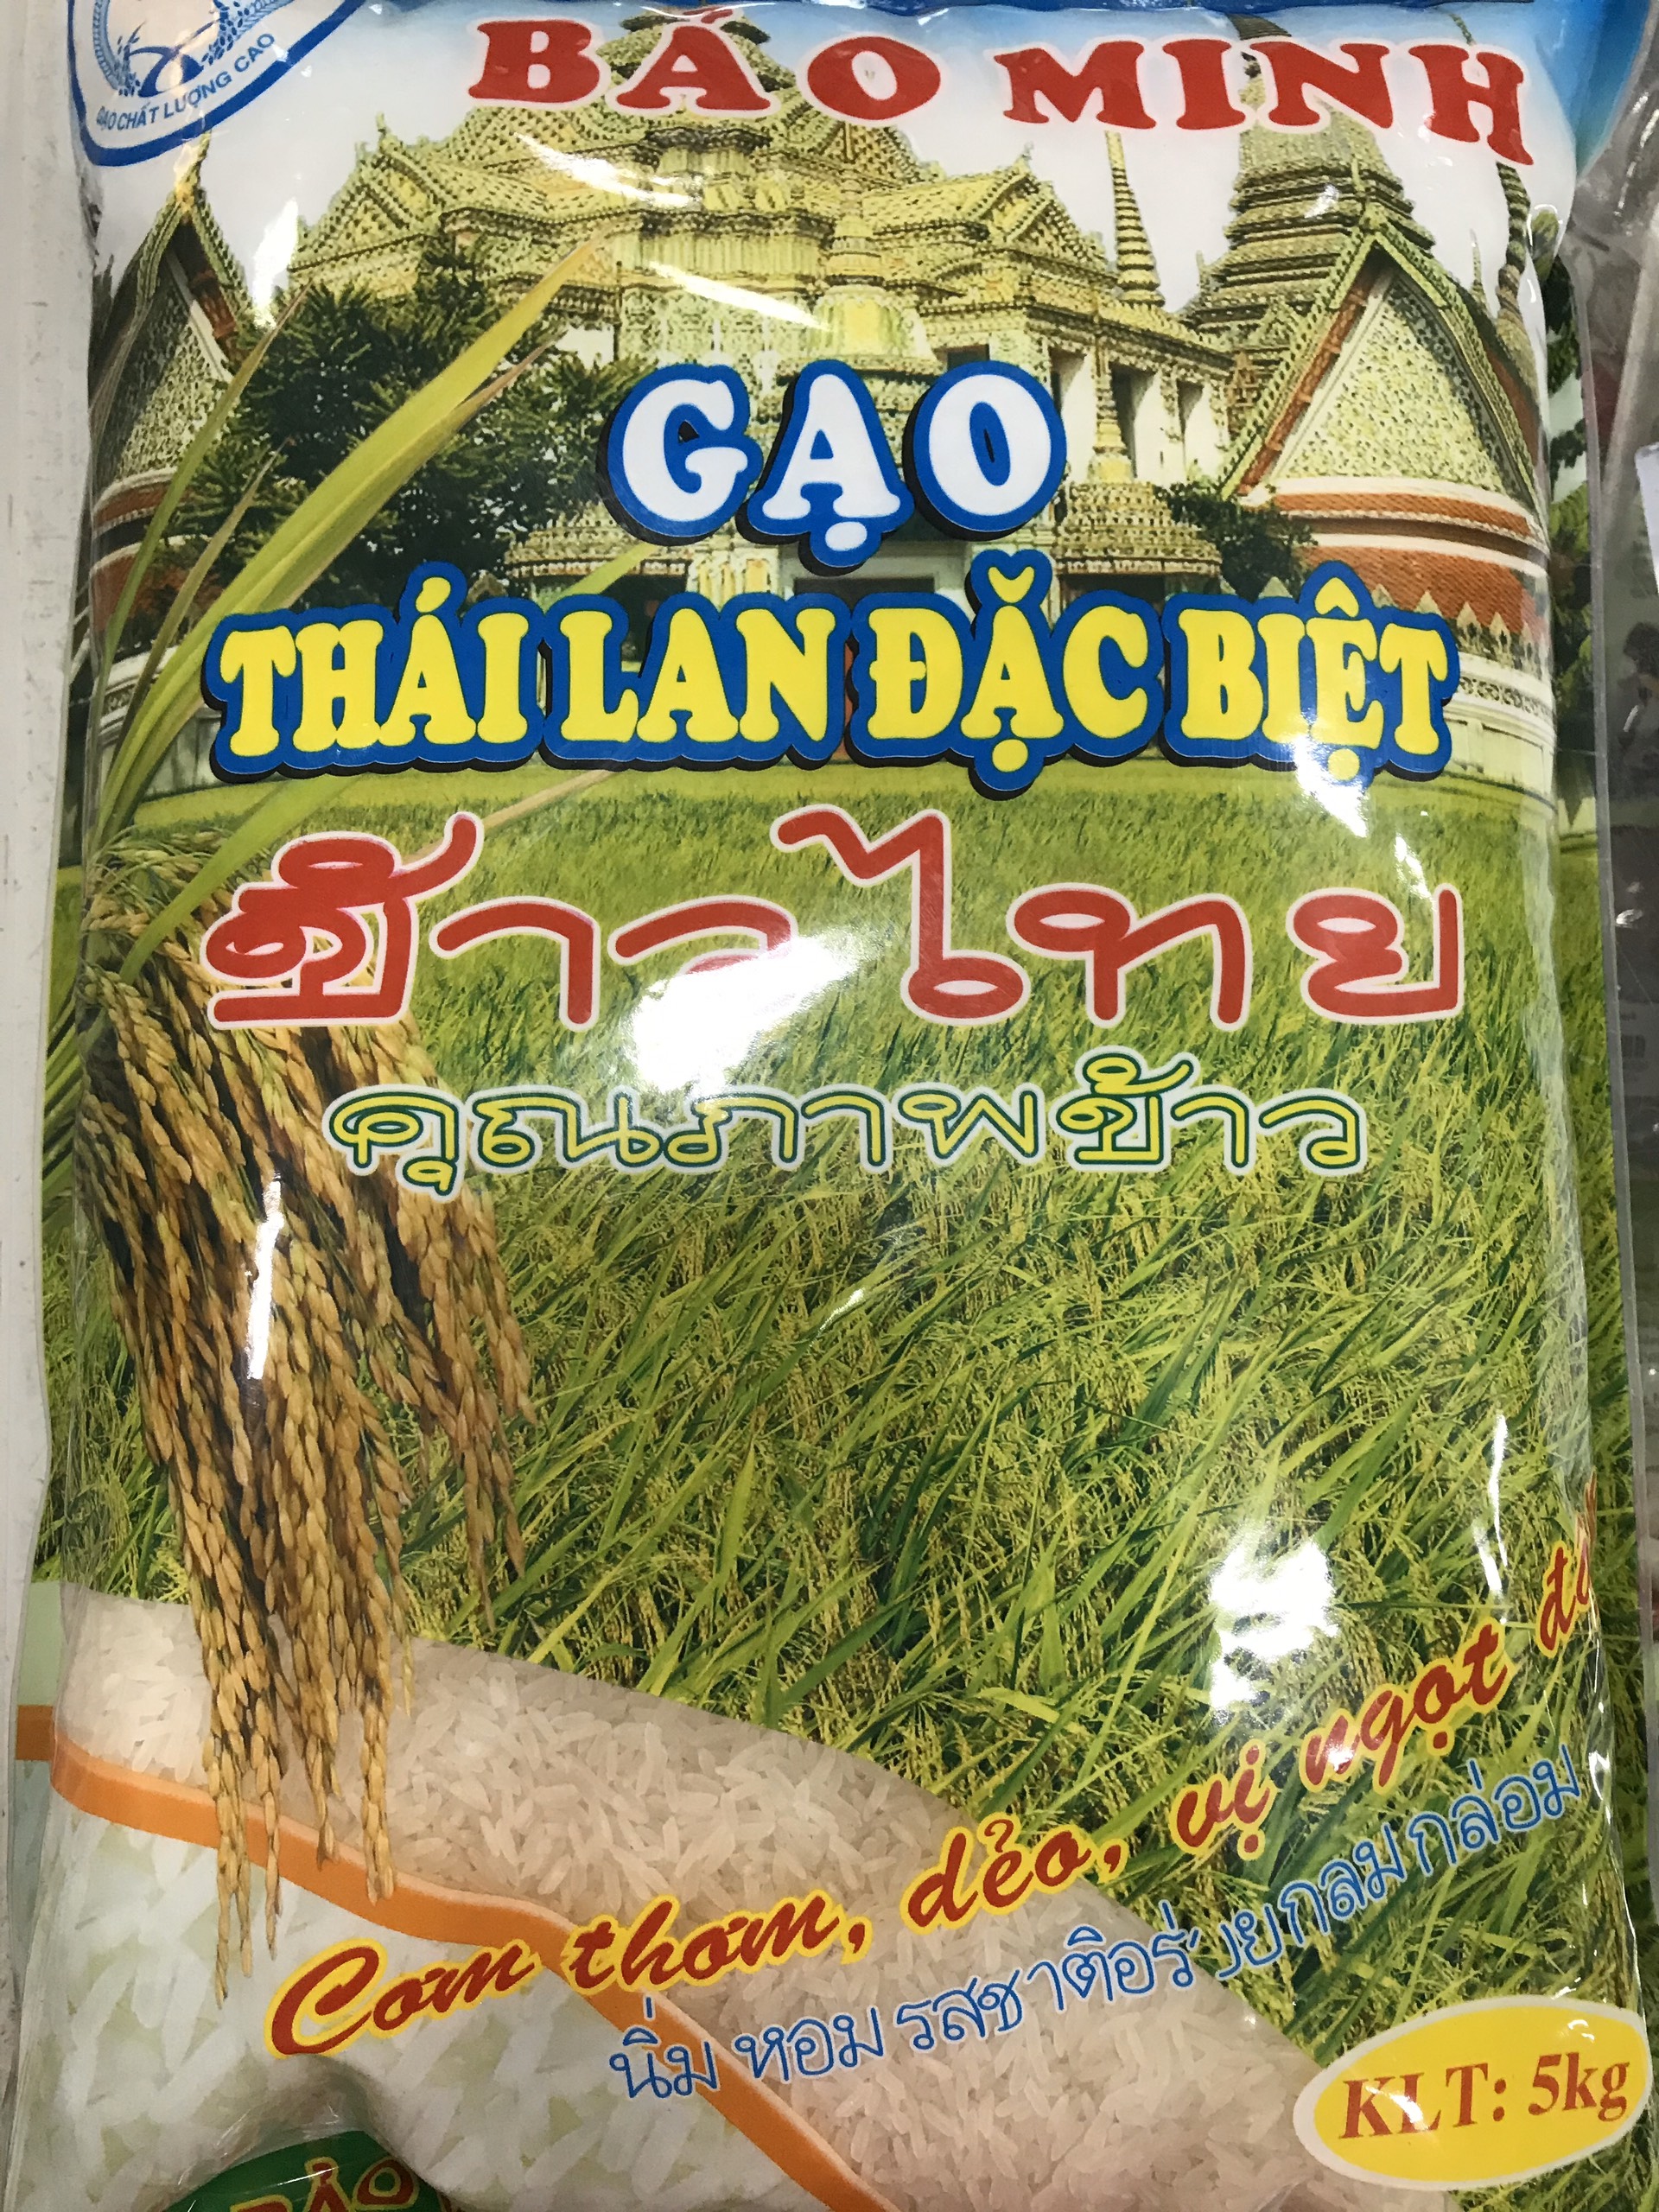 GẠO CHẤT LƯỢNG CAO
BẢO MINH
GẠO
THÁI LAN ĐẶC BIỆT
ข้าวไทย
คุณภาพข้าว
Cơm thơm, dẻo, vị ngọt
นิ่ม หอม รสชาติอร่อยกลมกล่อม
KLT: 5kg
BẢO